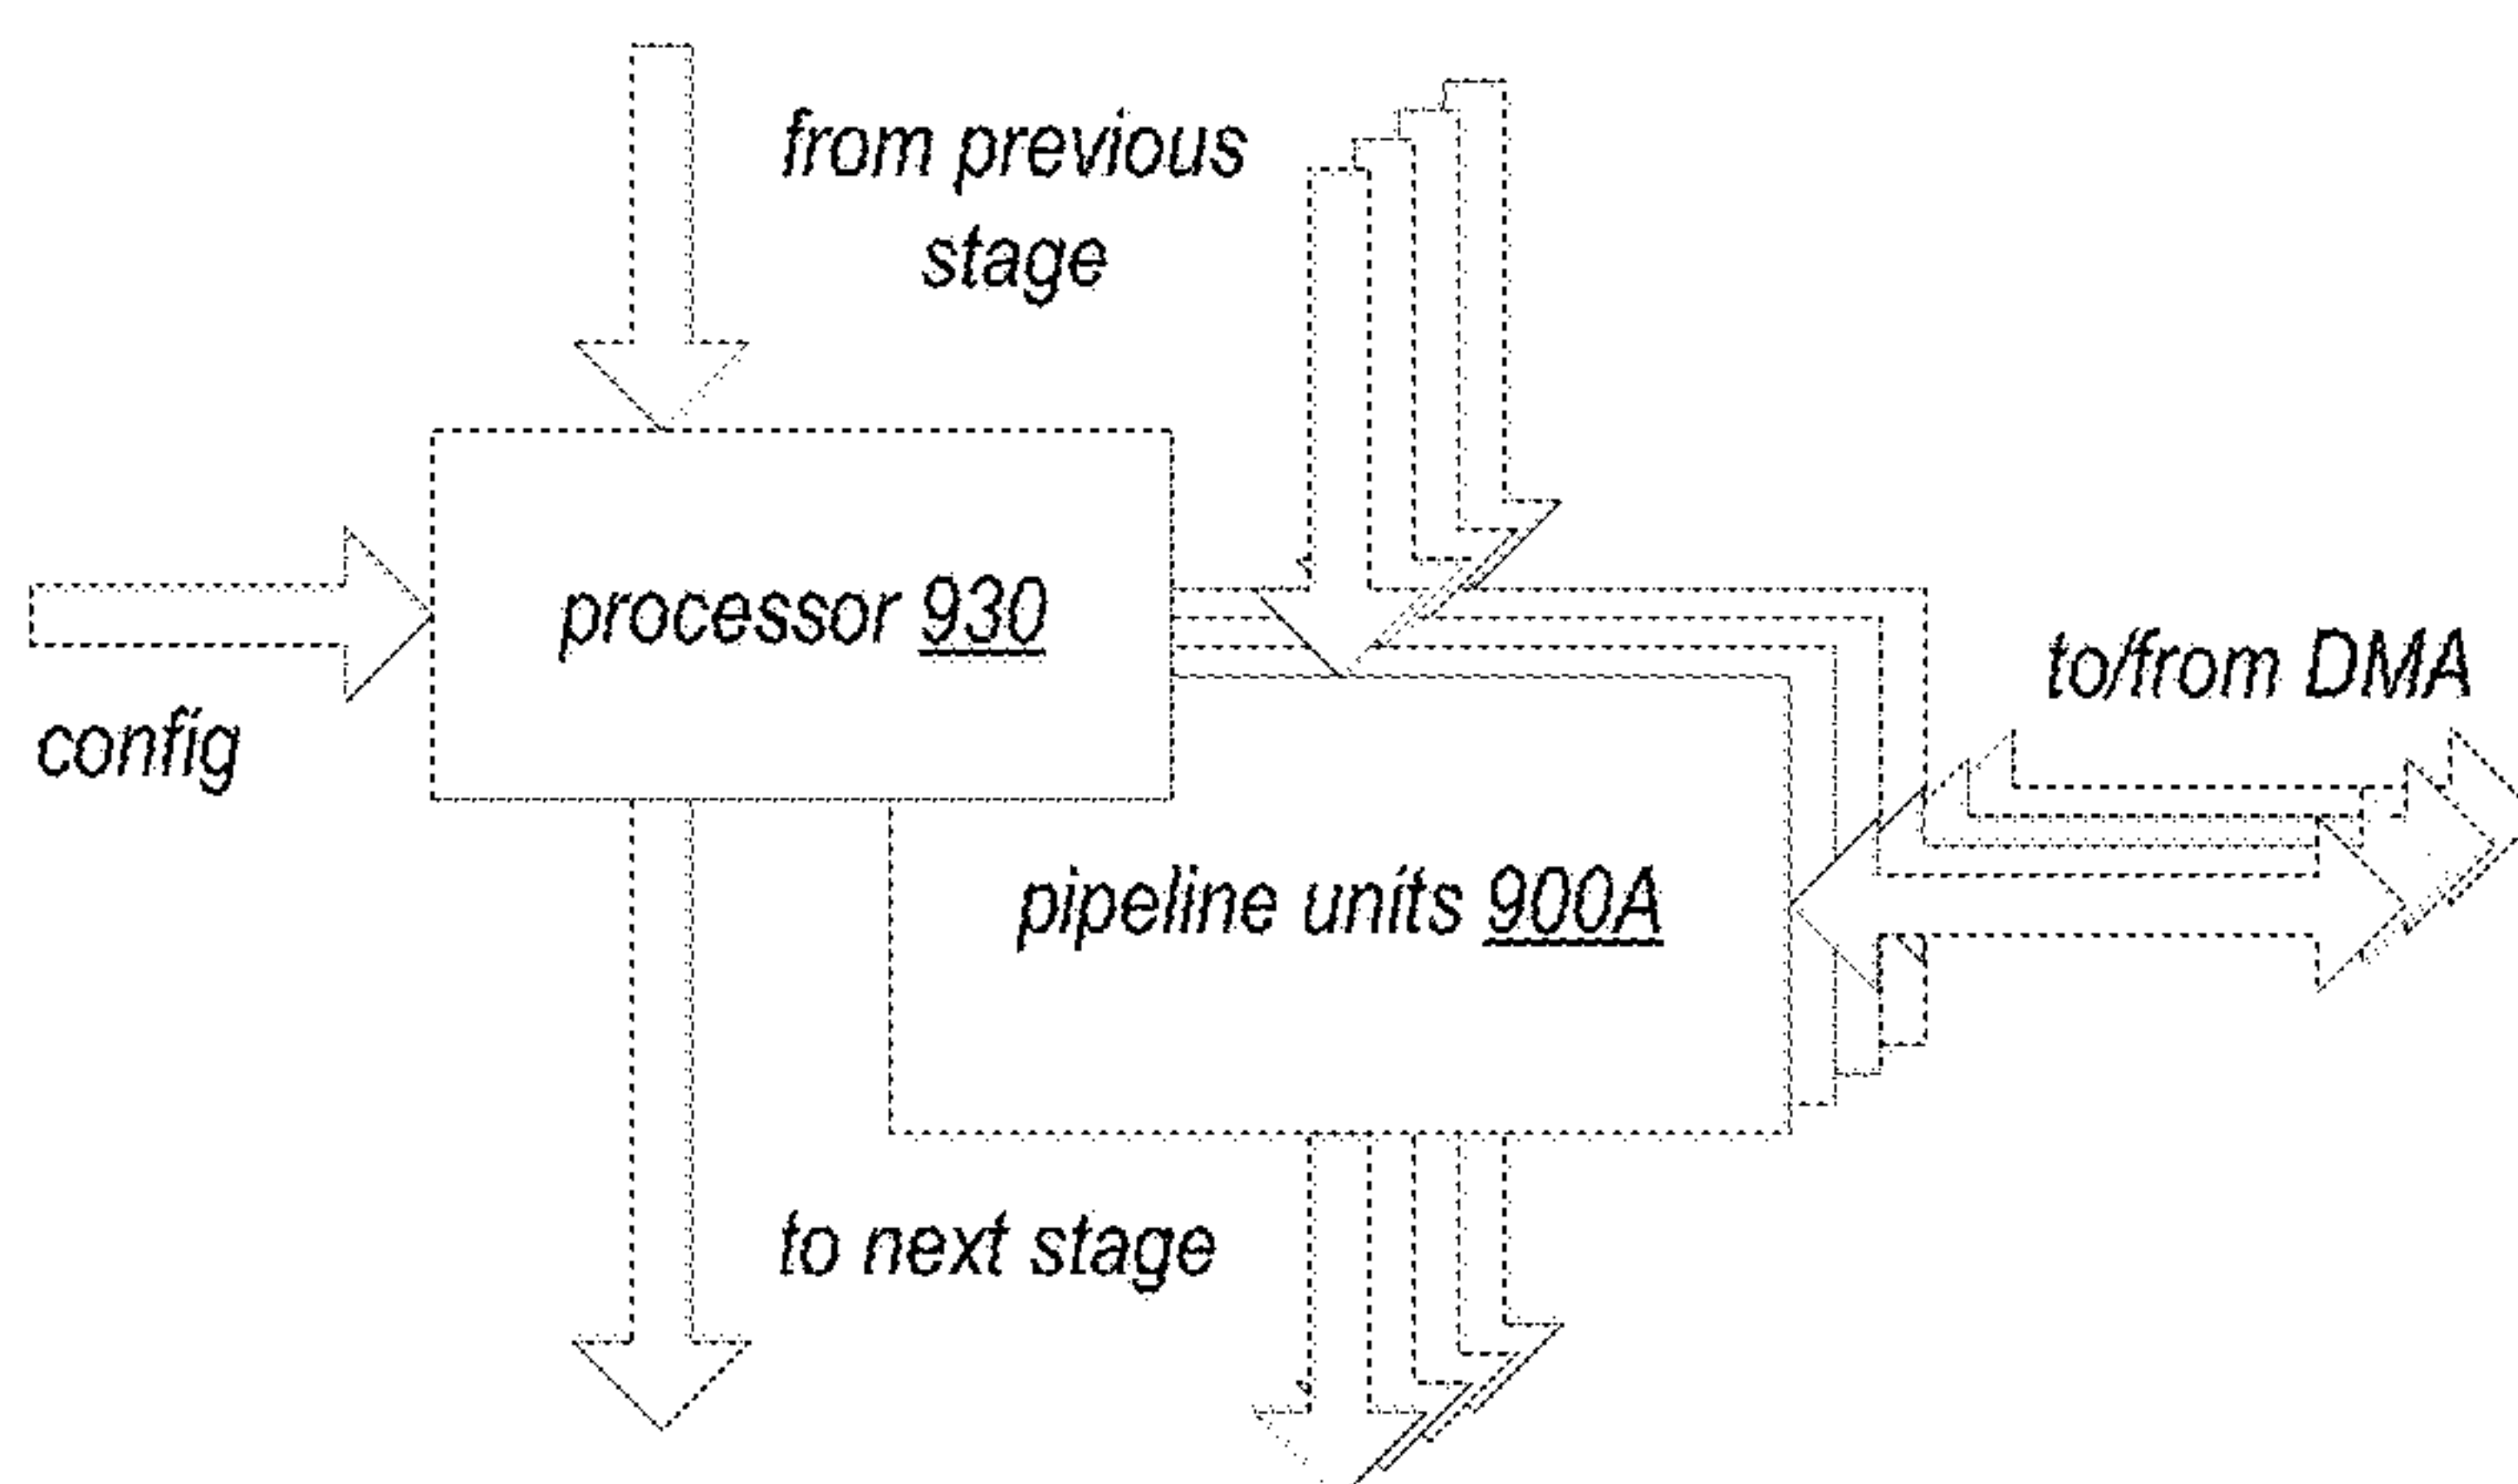 from previous
stage
processor 930
config
to/from DMA
pipeline units 900A
to next stage